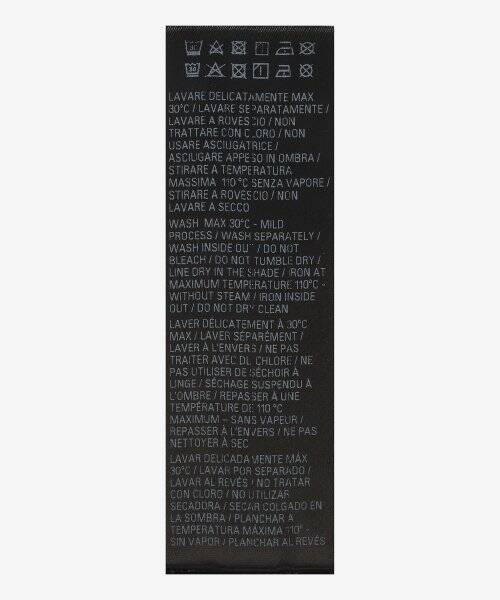 LAVARE DELICATAMENTE MAX
30°C / LAVARE SEPARATAMENTE /
LAVARE A ROVESCIO / NON
TRATTARE CON CLORO / NON
USARE ASCIUGATRICE /
ASCIUGARE APPESO IN OMBRA /
STIRARE A TEMPERATURA
MASSIMA 110 °C SENZA VAPORE /
STIRARE A ROVESCIO / NON
LAVARE A SECCO
WASH MAX 30°C - MILD
PROCESS / WASH SEPARATELY /
WASH INSIDE OUT / DO NOT
BLEACH / DO NOT TUMBLE DRY /
LINE DRY IN THE SHADE / IRON AT
MAXIMUM TEMPERATURE 110°C -
WITHOUT STEAM / IRON INSIDE
OUT / DO NOT DRY CLEAN
LAVER DÉLICATEMENT À 30°C
MAX / LAVER SÉPARÉMENT /
LAVER À L'ENVERS / NE PAS
TRAITER AVEC DU CHLORE / NE
PAS UTILISER DE SÉCHOIR À
LINGE / SÉCHAGE SUSPENDU À
L'OMBRE / REPASSER À UNE
TEMPÉRATURE DE 110 °C
MAXIMUM – SANS VAPEUR /
REPASSER À L'ENVERS / NE PAS
NETTOYER À SEC
LAVAR DELICADAMENTE MÁX
30°C / LAVAR POR SEPARADO /
LAVAR AL REVÉS / NO TRATAR
CON CLORO / NO UTILIZAR
SECADORA / SECAR COLGADO EN
LA SOMBRA / PLANCHAR A
TEMPERATURA MÁXIMA 110° -
SIN VAPOR / PLANCHAR AL REVÉS